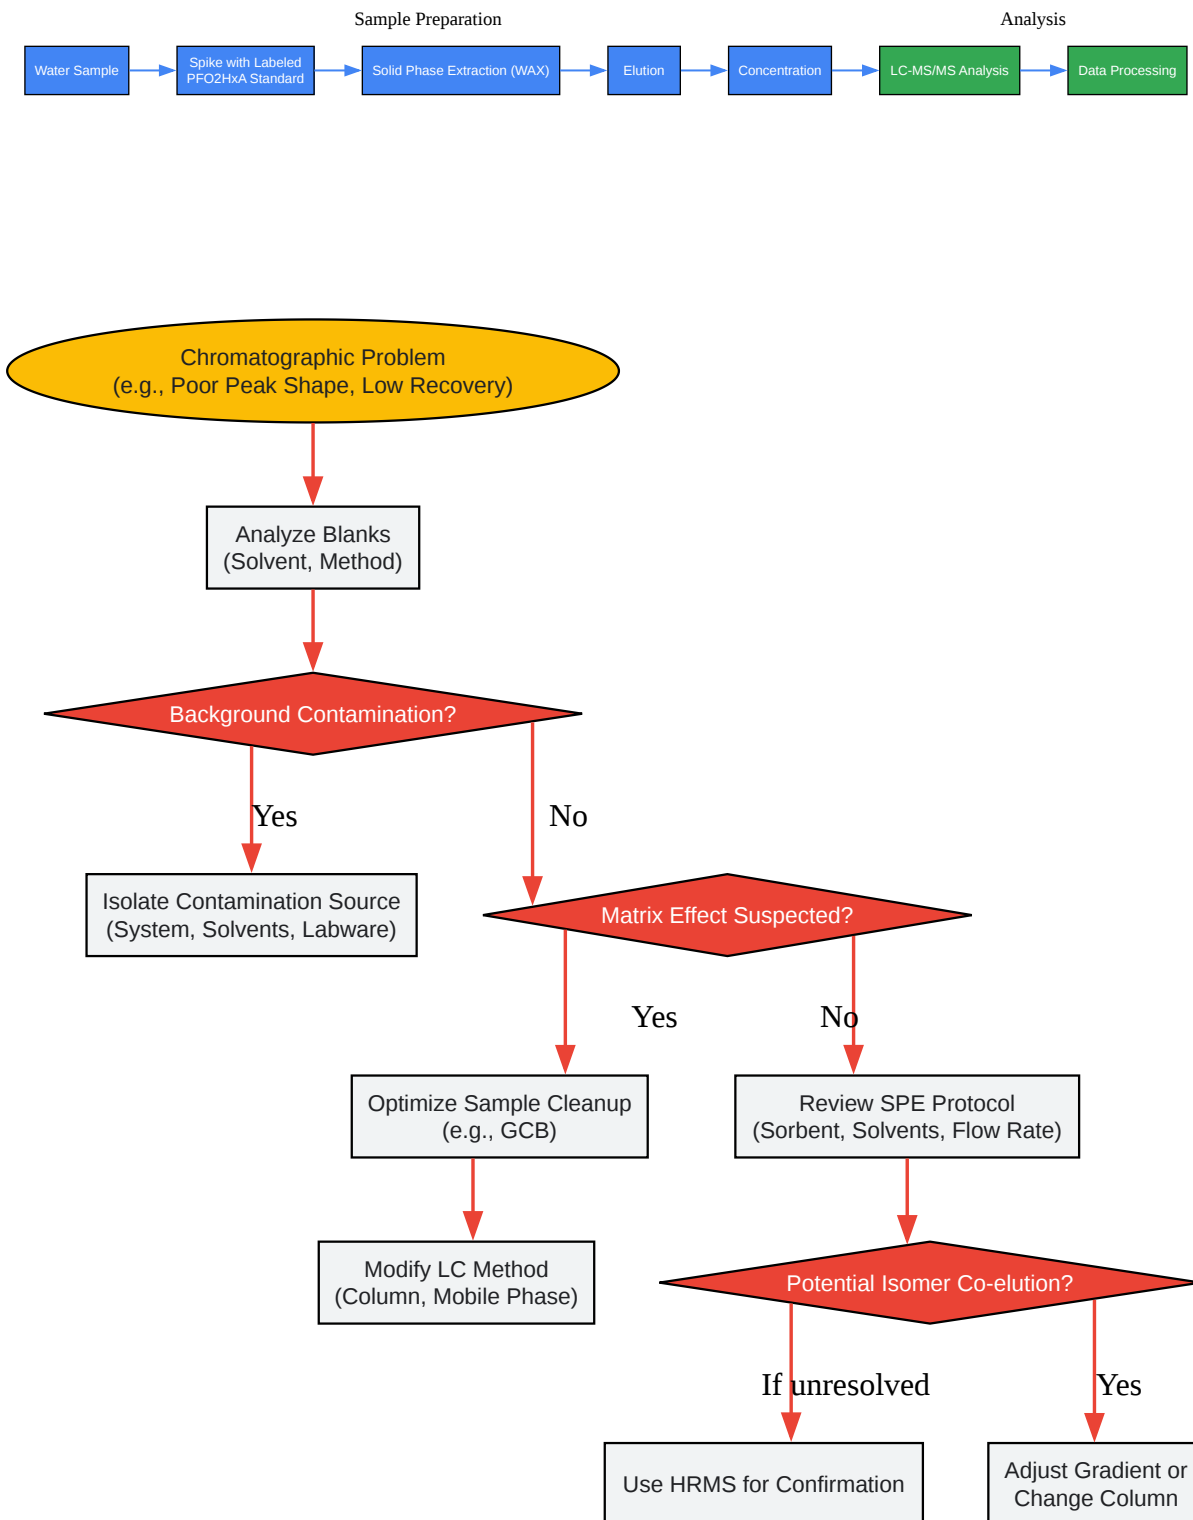 Sample Preparation
Analysis
Water Sample
Spike with Labeled
PFO2HxA Standard
Solid Phase Extraction (WAX)
Elution
Concentration
LC-MS/MS Analysis
Data Processing
Chromatographic Problem
(e.g., Poor Peak Shape, Low Recovery)
Analyze Blanks
(Solvent, Method)
Background Contamination?
Yes
No
Isolate Contamination Source
(System, Solvents, Labware)
Matrix Effect Suspected?
Yes
No
Optimize Sample Cleanup
(e.g., GCB)
Review SPE Protocol
(Sorbent, Solvents, Flow Rate)
Modify LC Method
(Column, Mobile Phase)
Potential Isomer Co-elution?
If unresolved
Yes
Use HRMS for Confirmation
Adjust Gradient or
Change Column